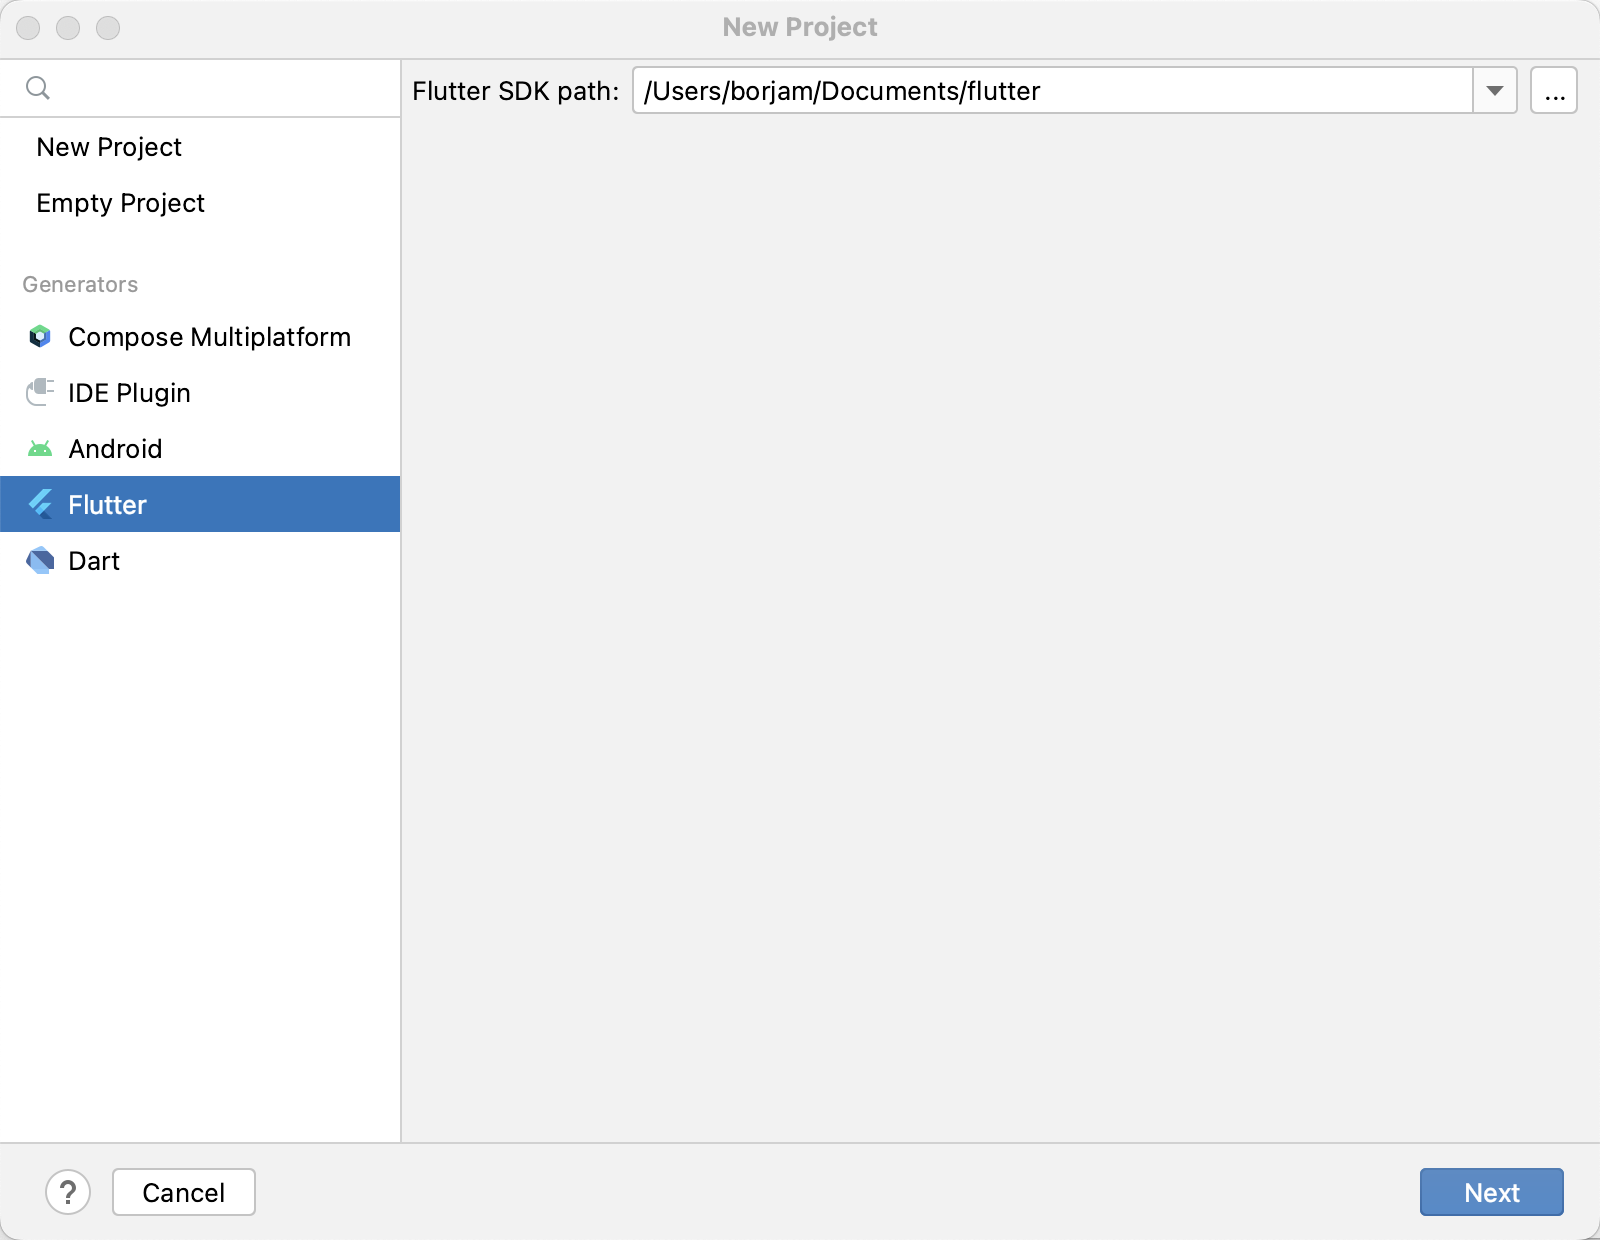 New Project
Flutter SDK path: /Users/borjam/Documents/flutter ...
New Project
Empty Project
Generators
Compose Multiplatform
IDE Plugin
Android
Flutter
Dart
? Cancel Next